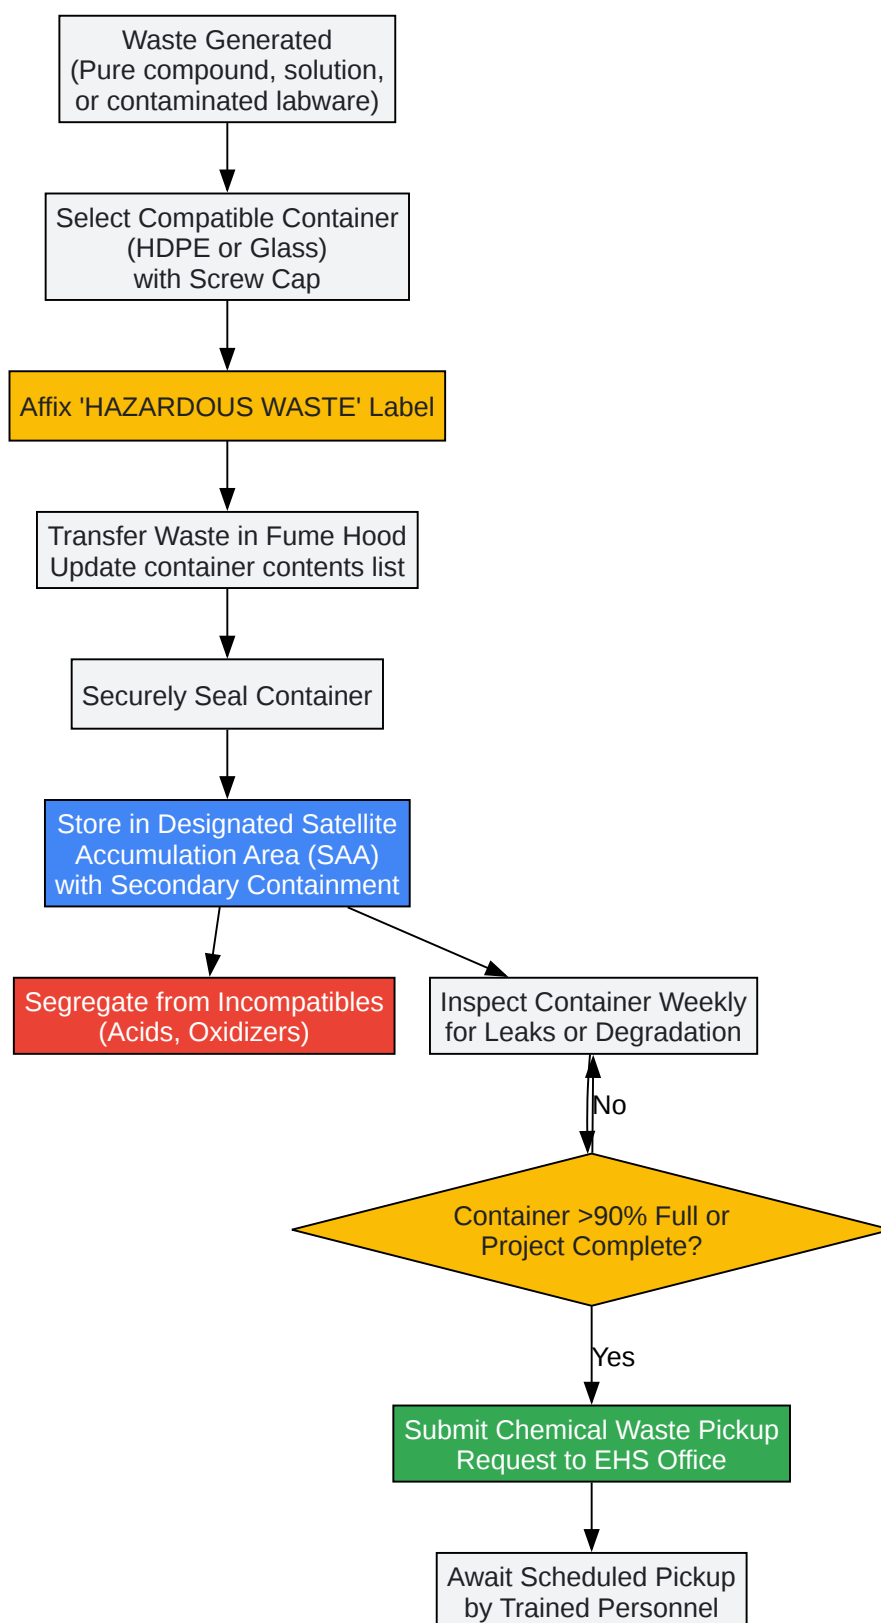 Waste Generated
(Pure compound, solution,
or contaminated labware)
Select Compatible Container
(HDPE or Glass)
with Screw Cap
Affix 'HAZARDOUS WASTE' Label
Transfer Waste in Fume Hood
Update container contents list
Securely Seal Container
Store in Designated Satellite
Accumulation Area (SAA)
with Secondary Containment
Segregate from Incompatibles
(Acids, Oxidizers)
Inspect Container Weekly
for Leaks or Degradation
No
Container >90% Full or
Project Complete?
Yes
Submit Chemical Waste Pickup
Request to EHS Office
Await Scheduled Pickup
by Trained Personnel